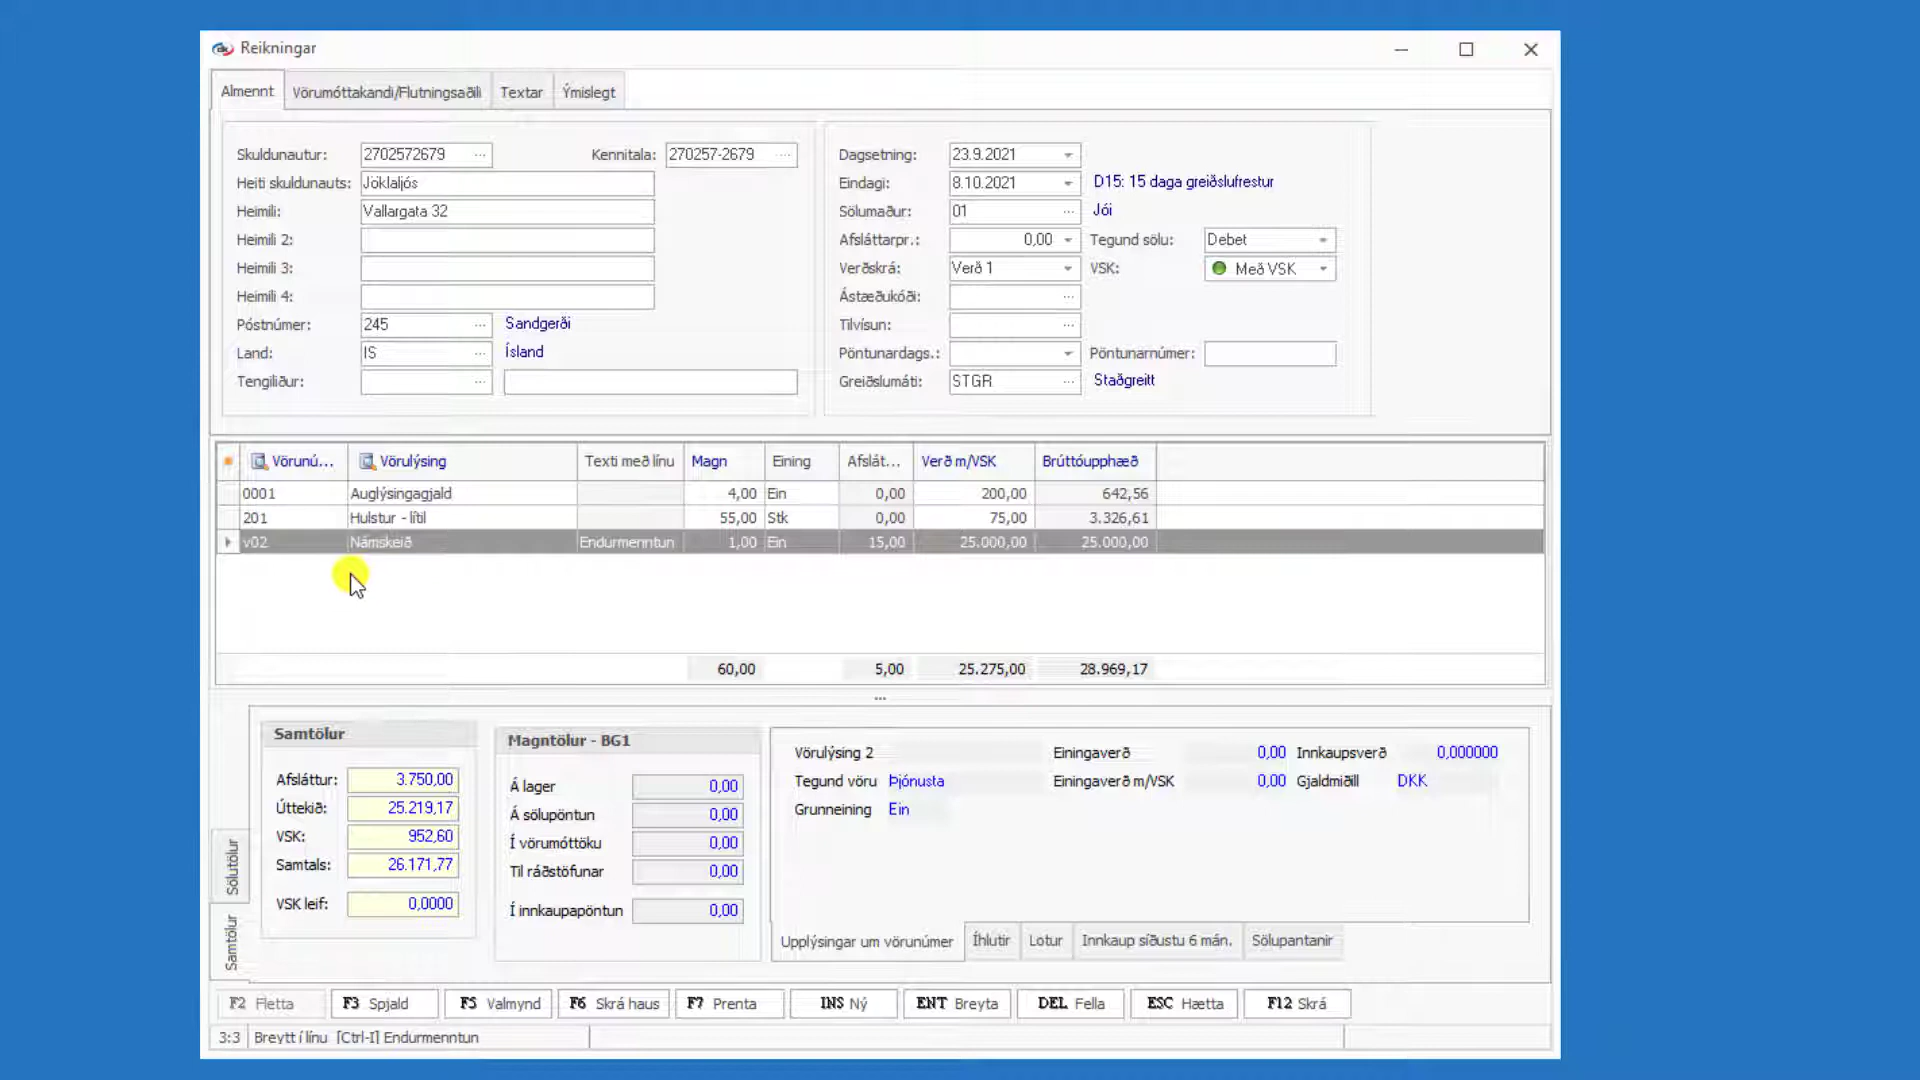 Reikningar
Almennt Vörumóttakandi/Flutningsaðili Textar Ýmislegt
Skuldunautur: 2702572679 Kennitala: 270257-2679
Heiti skuldunauts: Jöklaljós
Heimili: Vallargata 32
Heimili 2:
Heimili 3:
Heimili 4:
Póstnúmer: 245 Sandgerði
Land: IS Ísland
Tengiliður:
Dagsetning: 23.9.2021
Eindagi: 8.10.2021 D15: 15 daga greiðslufrestur
Sölumaður: 01 Jói
Afsláttarpr.: 0,00 Tegund sölu: Debet
Verðskrá: Verð 1 VSK: Með VSK
Ástæðukóði:
Tilvísun:
Pöntunardags.: Pöntunarnúmer:
Greiðslumáti: STGR Staðgreitt
Vörunú... Vörulýsing Texti með línu Magn Eining Afslát... Verð m/VSK Brúttóupphæð
0001 Auglýsingagjald 4,00 Ein 0,00 200,00 642,56
201 Hulstur - lítil 55,00 Stk 0,00 75,00 3.326,61
v02 Námskeið Endurmenntun 1,00 Ein 15,00 25.000,00 25.000,00
60,00 5,00 25.275,00 28.969,17
Sölutölur
Samtölur
Samtölur
Afsláttur: 3.750,00
Úttekið: 25.219,17
VSK: 952,60
Samtals: 26.171,77
VSK leif: 0,0000
Magntölur - BG1
Á lager 0,00
Á sölupöntun 0,00
Í vörumóttöku 0,00
Til ráðstöfunar 0,00
Í innkaupapöntun 0,00
Vörulýsing 2 Einingaverð 0,00 Innkaupsverð 0,000000
Tegund vöru Þjónusta Einingaverð m/VSK 0,00 Gjaldmiðill DKK
Grunneining Ein
Upplýsingar um vörunúmer Íhlutir Lotur Innkaup síðustu 6 mán. Sölupantanir
F2 Fletta F3 Spjald F5 Valmynd F6 Skrá haus F7 Prenta INS Ný ENT Breyta DEL Fella ESC Hætta F12 Skrá
3:3 Breytt í línu [Ctrl-I] Endurmenntun